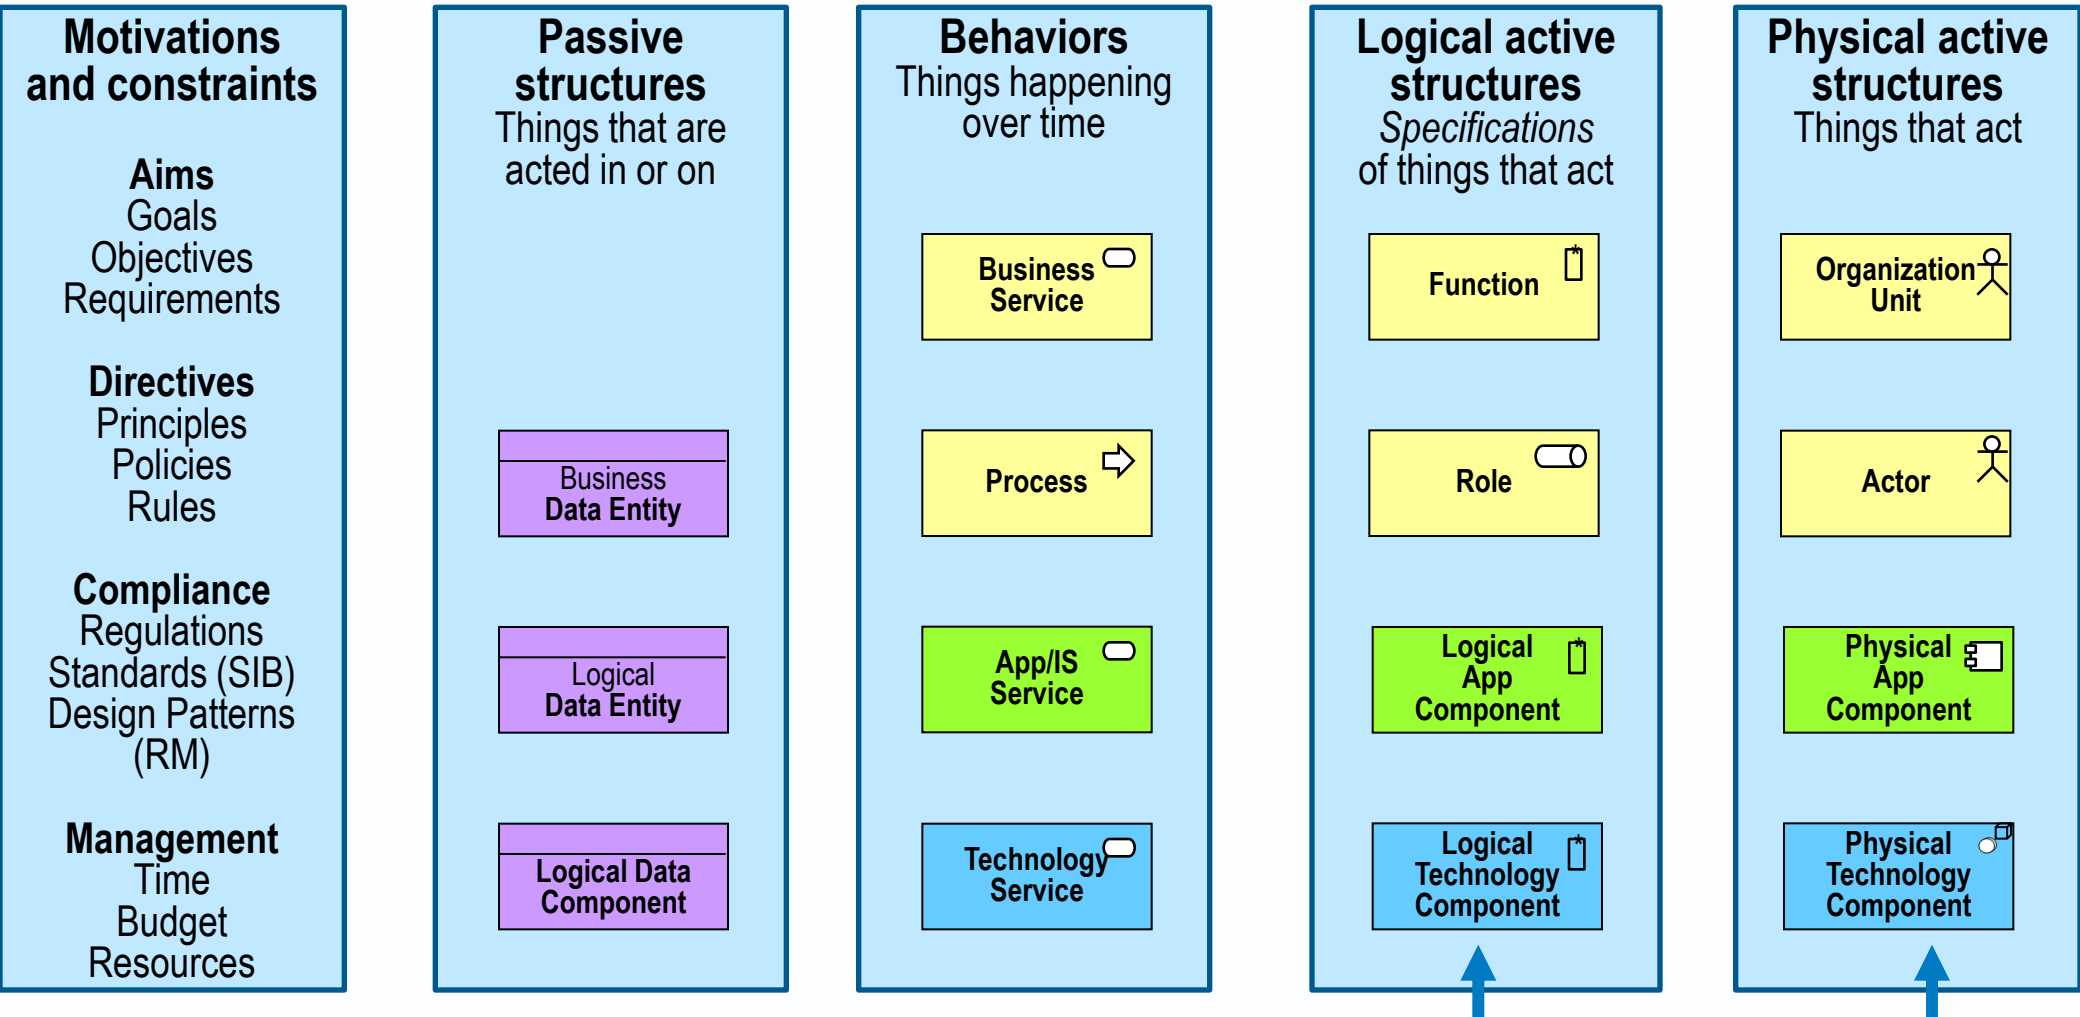 Motivations
and constraints
Aims
Goals
Objectives
Requirements
Directives
Principles
Policies
Rules
Compliance
Regulations
Standards (SIB)
Design Patterns
(RM)
Management
Time
Budget
Resources
Passive
structures
Things that are
acted in or on
Business
Data Entity
Logical
Data Entity
Logical Data
Component
Behaviors
Things happening
over time
Business
Service
Process
App/IS
Service
Technology
Service
Logical active
structures
Specifications
of things that act
Function
*
Role
Logical
App
Component
*
Logical
Technology
Component
*
Physical active
structures
Things that act
Organization
Unit
Actor
Physical
App
Component
Physical
Technology
Component